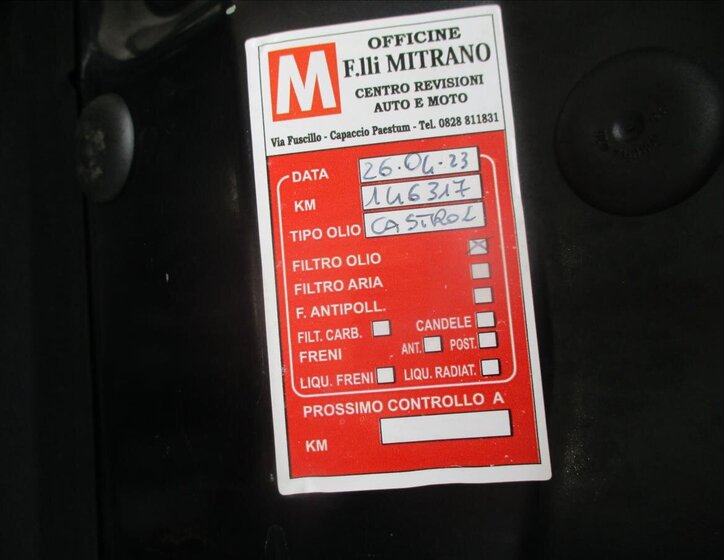 OFFICINE
M F.lli MITRANO
CENTRO REVISIONI
AUTO E MOTO
Via Fuscillo - Capaccio Paestum - Tel. 0828 811831
DATA 26.04.23
KM 146317
TIPO OLIO CASTROL
FILTRO OLIO
FILTRO ARIA
F. ANTIPOLL.
FILT. CARB. CANDELE
FRENI ANT. POST.
LIQU. FRENI LIQU. RADIAT.
PROSSIMO CONTROLLO A
KM